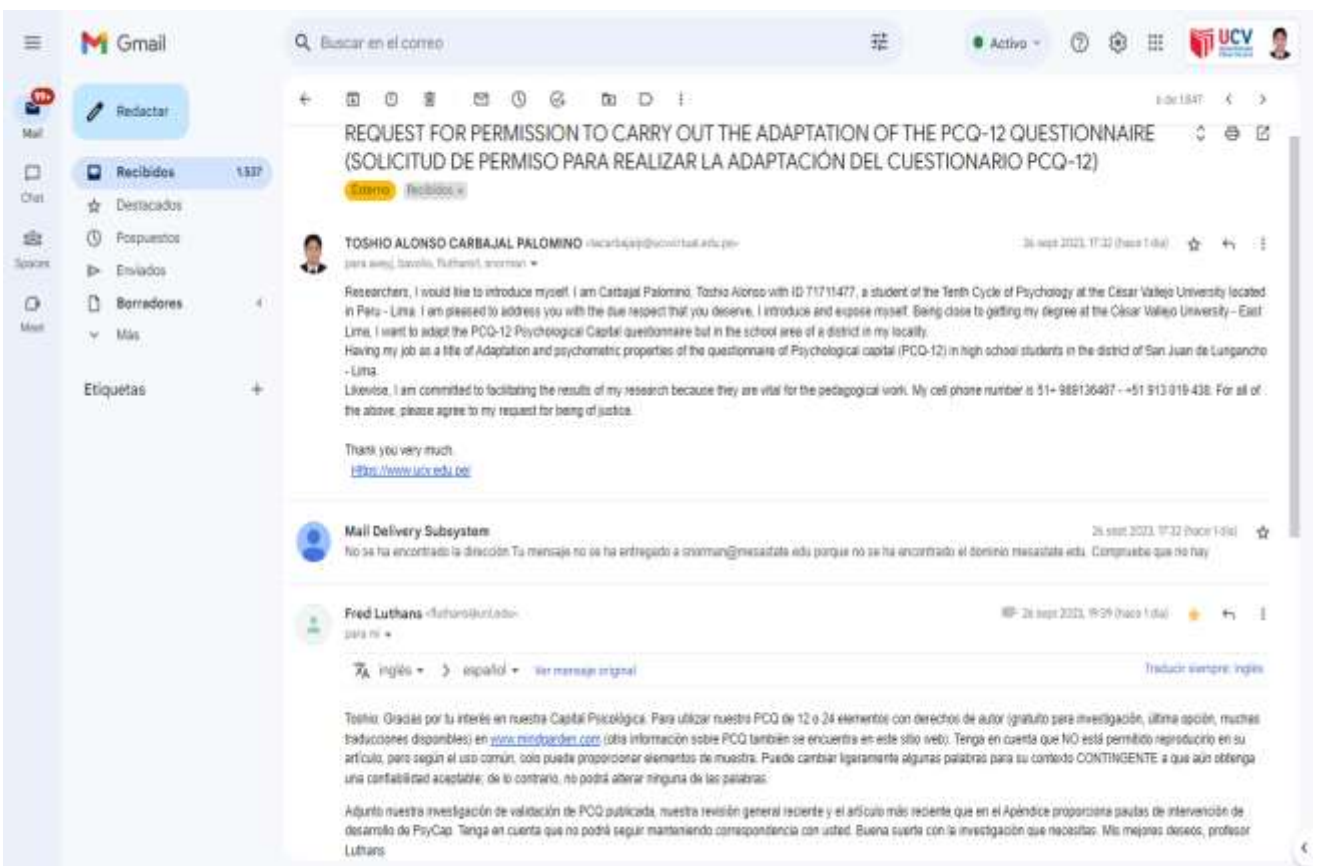 Gmail
Buscar en el correo
Activo
UCV
99+
Redactar
6 de 1.847
Mail
REQUEST FOR PERMISSION TO CARRY OUT THE ADAPTATION OF THE PCQ-12 QUESTIONNAIRE
(SOLICITUD DE PERMISO PARA REALIZAR LA ADAPTACIÓN DEL CUESTIONARIO PCQ-12)
Recibidos 1.537
Externo Recibidos x
Chat
Destacados
Pospuestos
Spaces
Enviados
Borradores 4
Meet
Más
Etiquetas +
TOSHIO ALONSO CARBAJAL PALOMINO
26 sept 2023, 17:32 (hace 1 día)
Researchers, I would like to introduce myself. I am Carbajal Palomino, Toshio Alonso with ID 71711477, a student of the Tenth Cycle of Psychology at the César Vallejo University located
in Peru - Lima. I am pleased to address you with the due respect that you deserve, I introduce and expose myself. Being close to getting my degree at the César Vallejo University - East
Lima, I want to adapt the PCQ-12 Psychological Capital questionnaire but in the school area of a district in my locality.
Having my job as a title of Adaptation and psychometric properties of the questionnaire of Psychological capital (PCQ-12) in high school students in the district of San Juan de Lurigancho
- Lima.
Likewise, I am committed to facilitating the results of my research because they are vital for the pedagogical work. My cell phone number is 51+ 989136467 - +51 913 019 438. For all of
the above, please agree to my request for being of justice.
Thank you very much.
Https://www.ucv.edu.pe/
Mail Delivery Subsystem
26 sept 2023, 17:32 (hace 1 día)
No se ha encontrado la dirección Tu mensaje no se ha entregado a snorman@mesastate.edu porque no se ha encontrado el dominio mesastate.edu. Compruebe que no hay
Fred Luthans
26 sept 2023, 19:39 (hace 1 día)
para mí
inglés > español Ver mensaje original
Traducir siempre: inglés
Toshio: Gracias por tu interés en nuestra Capital Psicológica. Para utilizar nuestro PCQ de 12 o 24 elementos con derechos de autor (gratuito para investigación, última opción, muchas
traducciones disponibles) en www.mindgarden.com (otra información sobre PCQ también se encuentra en este sitio web). Tenga en cuenta que NO está permitido reproducirlo en su
artículo, pero según el uso común, solo puede proporcionar elementos de muestra. Puede cambiar ligeramente algunas palabras para su contexto CONTINGENTE a que aún obtenga
una confiabilidad aceptable; de lo contrario, no podrá alterar ninguna de las palabras.
Adjunto nuestra investigación de validación de PCQ publicada, nuestra revisión general reciente y el artículo más reciente que en el Apéndice proporciona pautas de intervención de
desarrollo de PsyCap. Tenga en cuenta que no podré seguir manteniendo correspondencia con usted. Buena suerte con la investigación que necesitas. Mis mejores deseos, profesor
Luthans